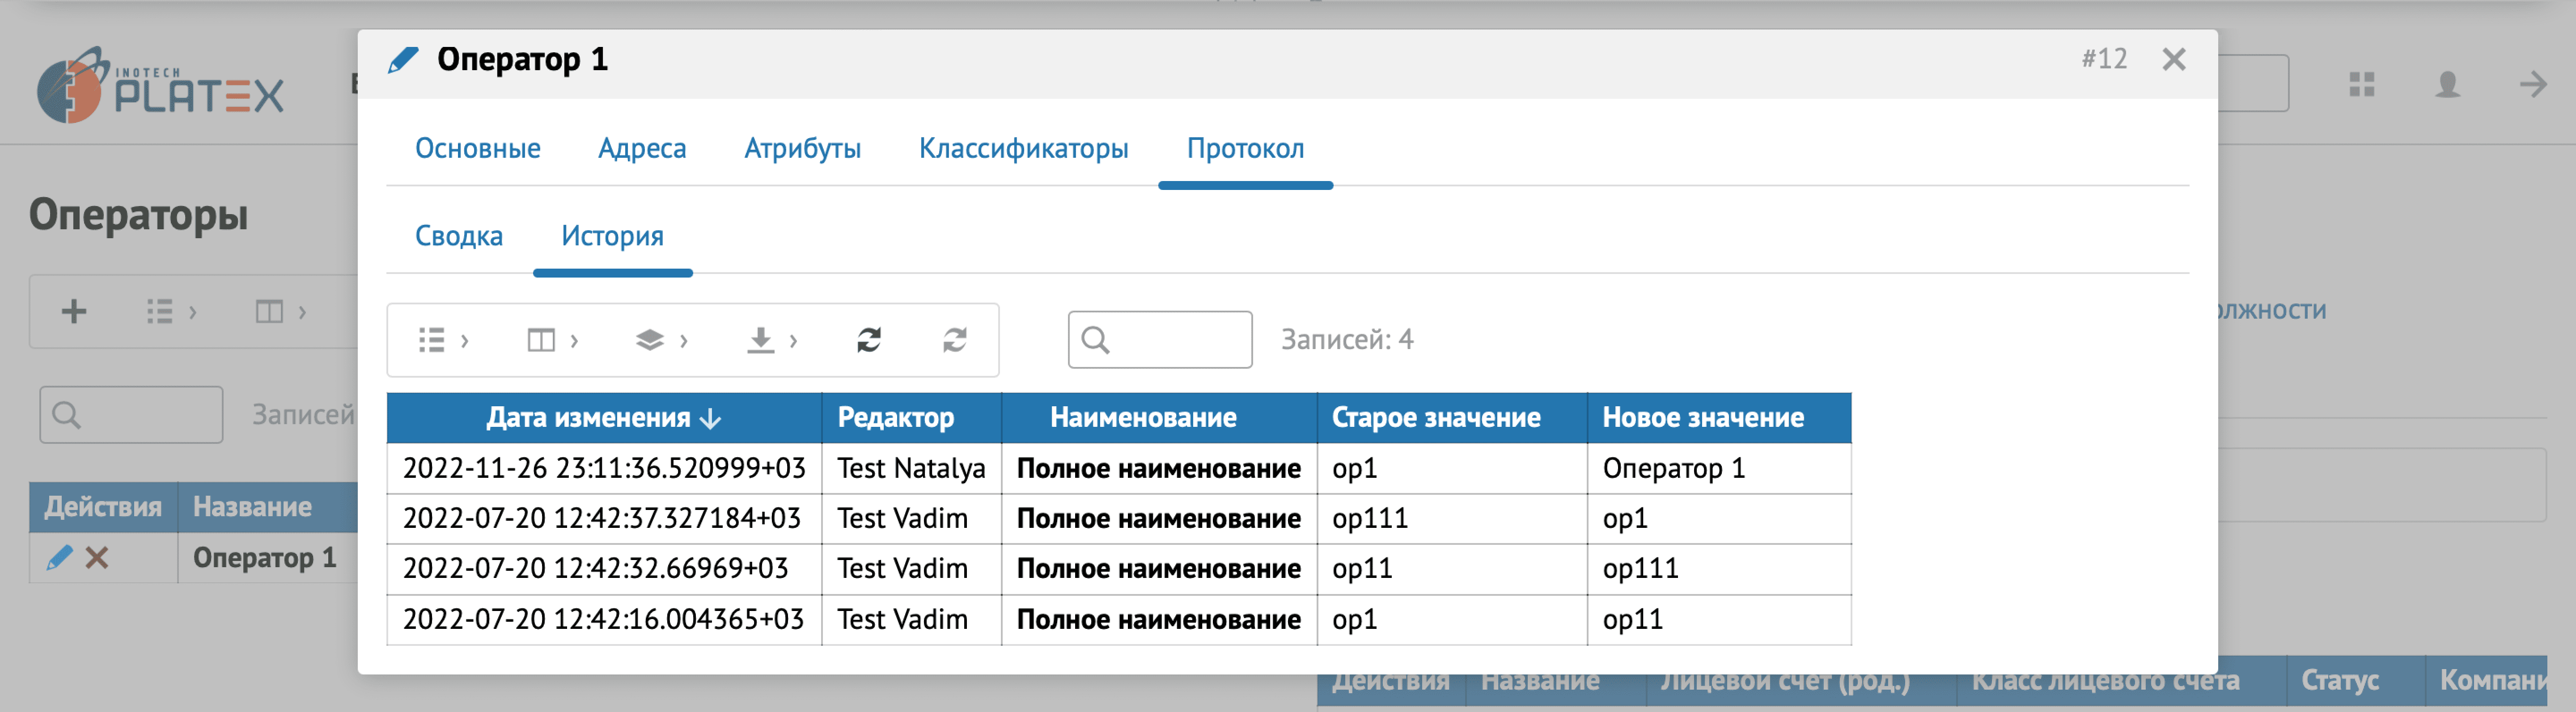 Оператор 1 #12
INOTECH
PLATEX
Основные Адреса Атрибуты Классификаторы Протокол
Операторы
Сводка История
Записей: 4
Записей
Дата изменения Редактор Наименование Старое значение Новое значение
2022-11-26 23:11:36.520999+03 Test Natalya Полное наименование op1 Оператор 1
2022-07-20 12:42:37.327184+03 Test Vadim Полное наименование op111 op1
2022-07-20 12:42:32.66969+03 Test Vadim Полное наименование op11 op111
2022-07-20 12:42:16.004365+03 Test Vadim Полное наименование op1 op11
Действия Название
Оператор 1
олжности
Действия Название Лицевой счет (род.) Класс лицевого счета Статус Компани